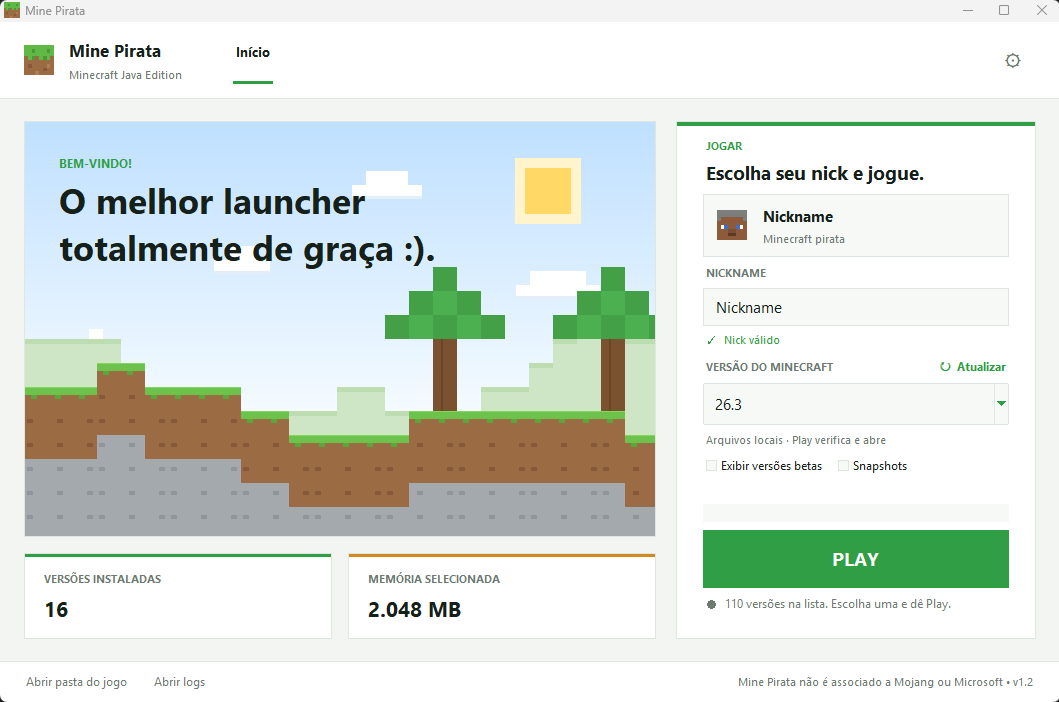 Mine Pirata
Mine Pirata
Minecraft Java Edition
Início
BEM-VINDO!
O melhor launcher
totalmente de graça :).
JOGAR
Escolha seu nick e jogue.
Nickname
Minecraft pirata
NICKNAME
Nickname
✓ Nick válido
VERSÃO DO MINECRAFT
↻ Atualizar
26.3
Arquivos locais · Play verifica e abre
Exibir versões betas
Snapshots
PLAY
110 versões na lista. Escolha uma e dê Play.
VERSÕES INSTALADAS
16
MEMÓRIA SELECIONADA
2.048 MB
Abrir pasta do jogo
Abrir logs
Mine Pirata não é associado a Mojang ou Microsoft • v1.2